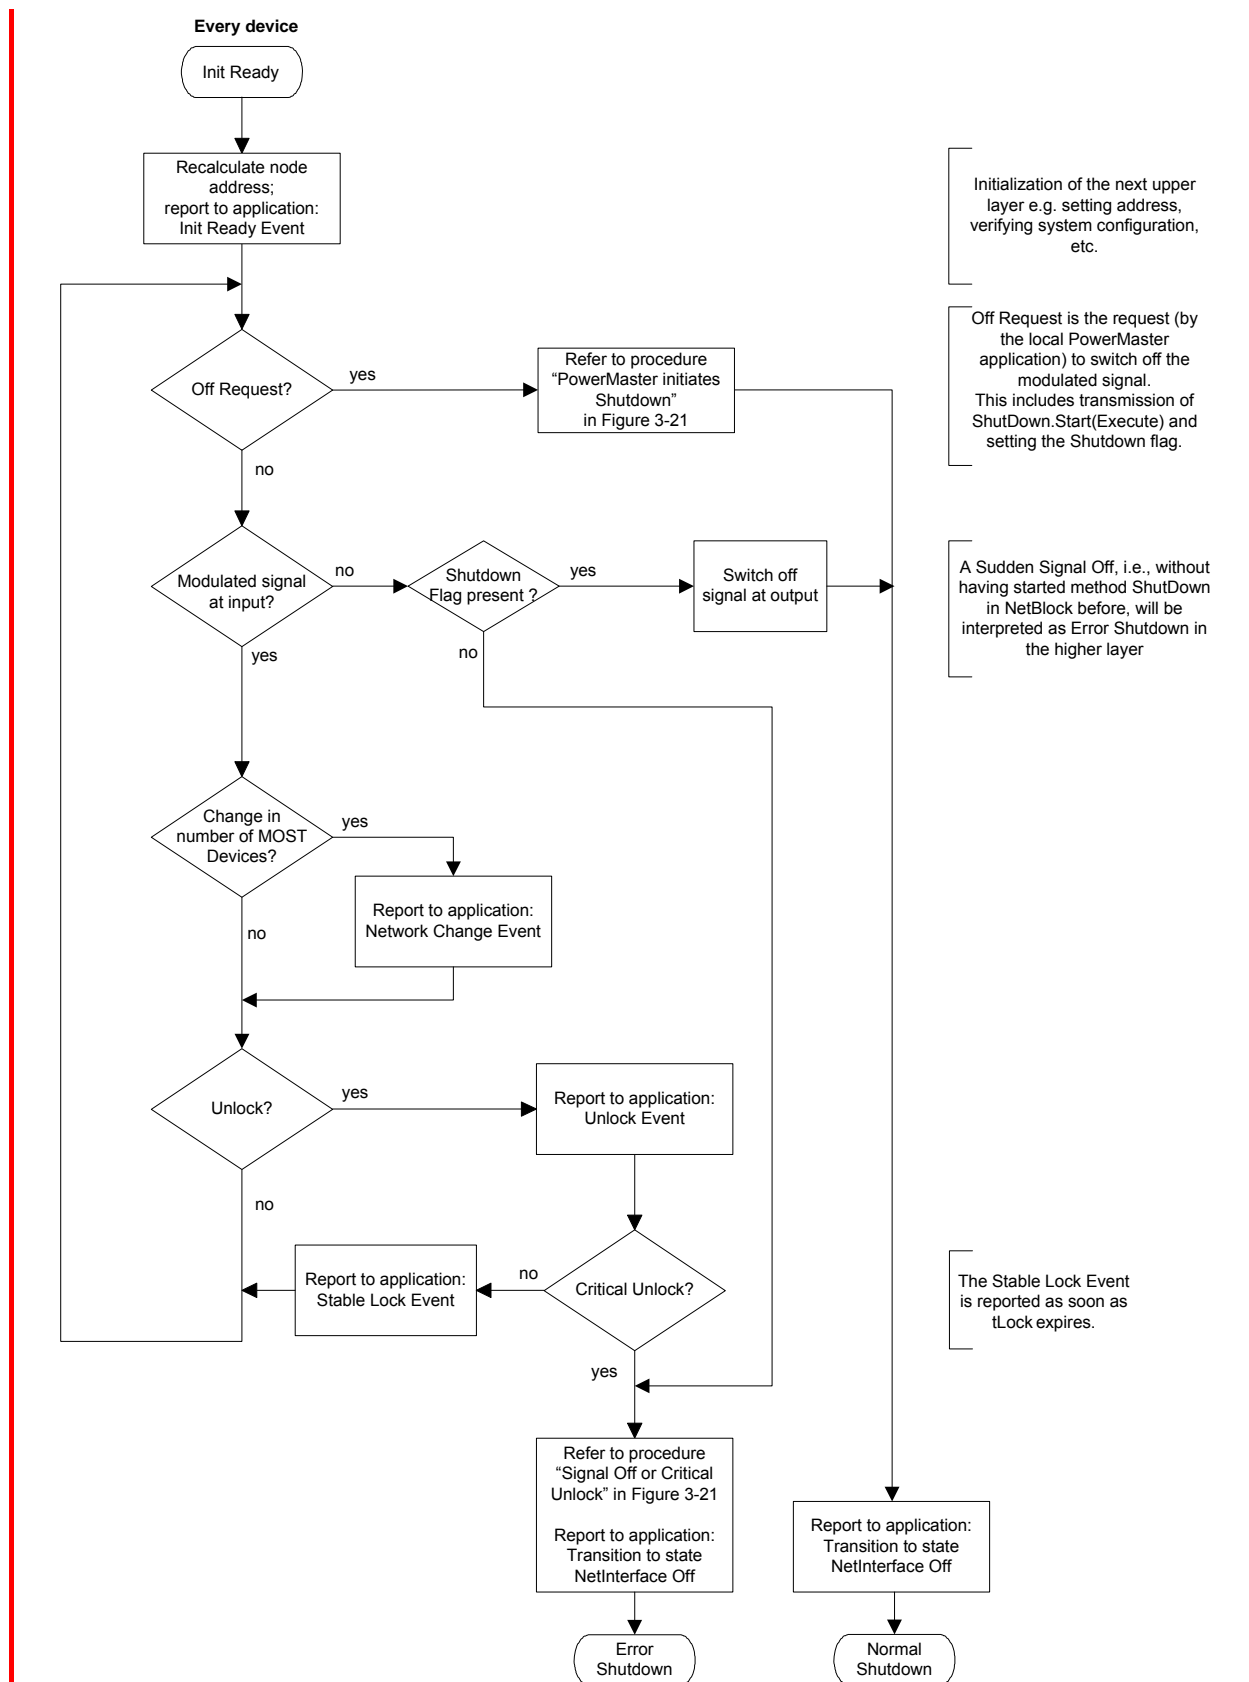 Every device
Init Ready
Recalculate node
address;
report to application:
Init Ready Event
Initialization of the next upper
layer e.g. setting address,
verifying system configuration,
etc.
Off Request?
yes
Refer to procedure
“PowerMaster initiates
Shutdown”
in Figure 3-21
Off Request is the request (by
the local PowerMaster
application) to switch off the
modulated signal.
This includes transmission of
ShutDown.Start(Execute) and
setting the Shutdown flag.
no
Modulated signal
at input?
no
Shutdown
Flag present ?
yes
Switch off
signal at output
A Sudden Signal Off, i.e., without
having started method ShutDown
in NetBlock before, will be
interpreted as Error Shutdown in
the higher layer
yes
no
Change in
number of MOST
Devices?
yes
Report to application:
Network Change Event
no
Unlock?
yes
Report to application:
Unlock Event
no
Report to application:
Stable Lock Event
no
Critical Unlock?
The Stable Lock Event
is reported as soon as
tLock expires.
yes
Refer to procedure
“Signal Off or Critical
Unlock” in Figure 3-21
Report to application:
Transition to state
NetInterface Off
Report to application:
Transition to state
NetInterface Off
Error
Shutdown
Normal
Shutdown